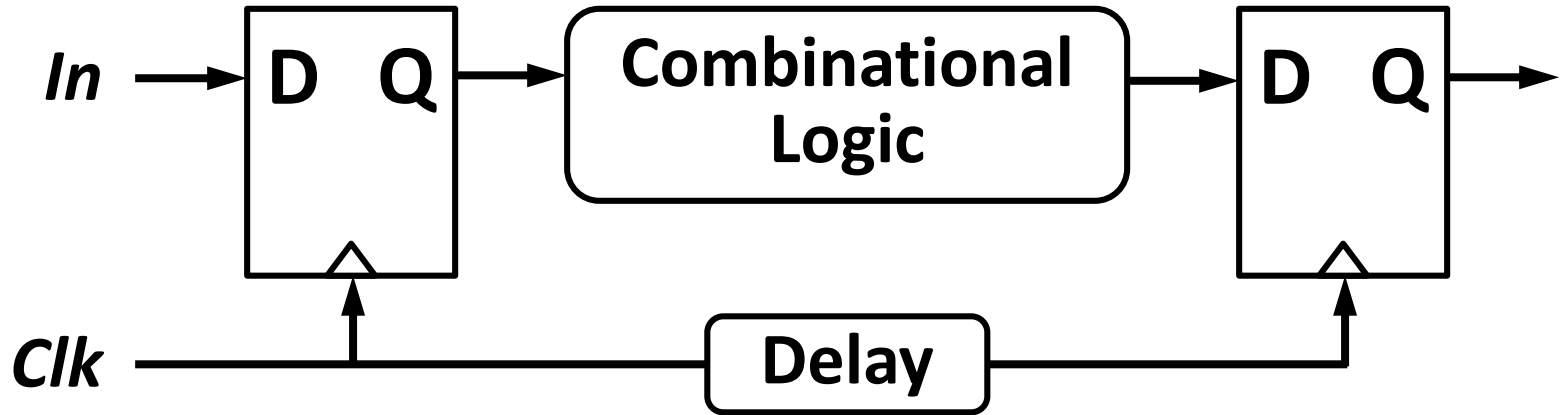 In
D Q
Combinational
Logic
D Q
Clk
Delay